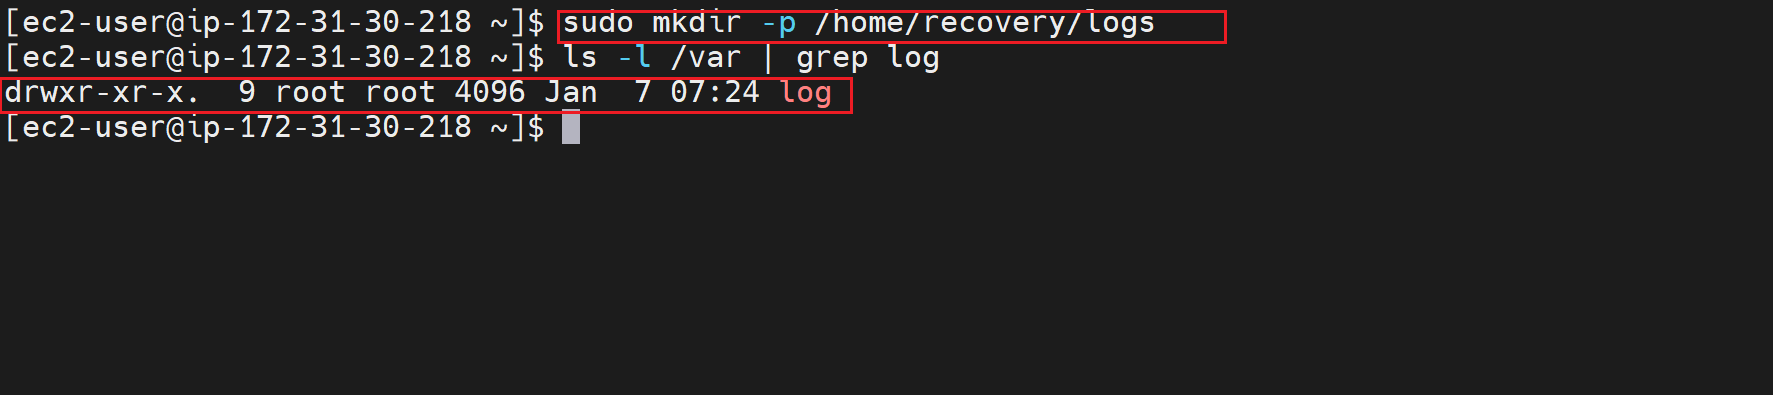 [ec2-user@ip-172-31-30-218 ~]$ sudo mkdir -p /home/recovery/logs
[ec2-user@ip-172-31-30-218 ~]$ ls -l /var | grep log
drwxr-xr-x.  9 root root 4096 Jan  7 07:24 log
[ec2-user@ip-172-31-30-218 ~]$